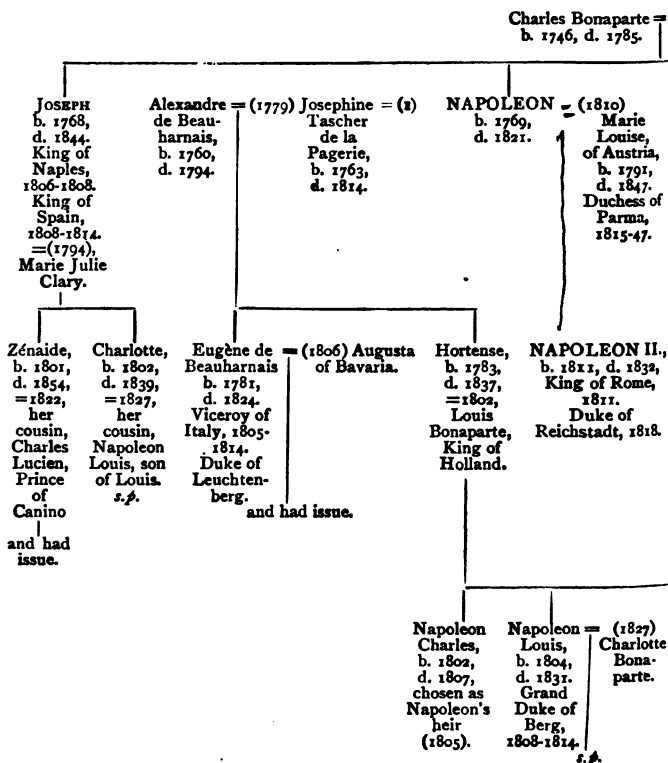 Charles Bonaparte =
b. 1746, d. 1785.
JOSEPH
b. 1768,
d. 1844.
King of
Naples,
1806-1808.
King of
Spain,
1808-1814.
=(1794),
Marie Julie
Clary.
Alexandre = (1779) Josephine = (1)
de Beau-
harnais,
b. 1760,
d. 1794.
Tascher
de la
Pagerie,
b. 1763,
d. 1814.
NAPOLEON = (1810)
b. 1769,
d. 1821.
Marie
Louise,
of Austria,
b. 1791,
d. 1847.
Duchess of
Parma,
1815-47.
Zénaide,
b. 1801,
d. 1854,
=1822,
her
cousin,
Charles
Lucien,
Prince
of
Canino
and had
issue.
Charlotte,
b. 1802,
d. 1839,
=1827,
her
cousin,
Napoleon
Louis, son
of Louis.
s.p.
Eugène de = (1806) Augusta
Beauharnais of Bavaria.
b. 1781,
d. 1824.
Viceroy of
Italy, 1805-
1814.
Duke of
Leuchten-
berg.
and had issue.
Hortense,
b. 1783,
d. 1837,
=1802,
Louis
Bonaparte,
King of
Holland.
NAPOLEON II.,
b. 1811, d. 1832,
King of Rome,
1811.
Duke of
Reichstadt, 1818.
Napoleon
Charles,
b. 1802,
d. 1807,
chosen as
Napoleon's
heir
(1805).
Napoleon = (1827)
Louis,
b. 1804,
d. 1831.
Grand
Duke of
Berg,
1808-1814.
Charlotte
Bona-
parte.
s.p.